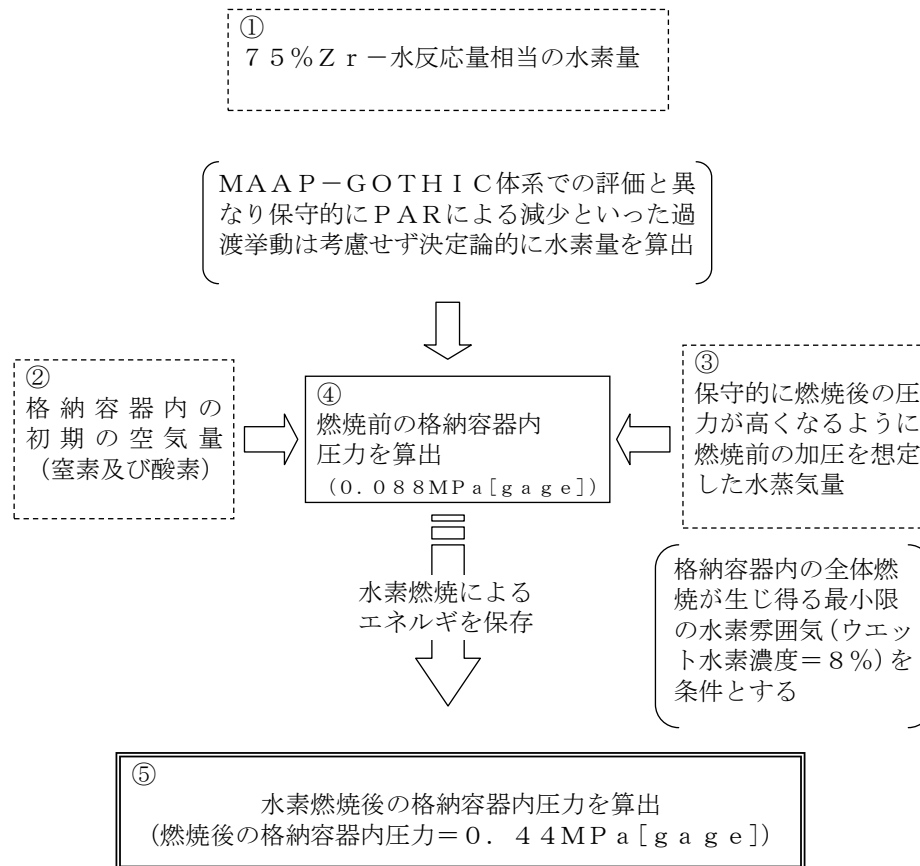 ①
７５%Ｚｒ－水反応量相当の水素量
ＭＡＡＰ－ＧＯＴＨＩＣ体系での評価と異
なり保守的にＰＡＲによる減少といった過
渡挙動は考慮せず決定論的に水素量を算出
②
格納容器内の
初期の空気量
（窒素及び酸素）
④
燃焼前の格納容器内
圧力を算出
（０.０８８MPａ[ｇａｇｅ]）
③
保守的に燃焼後の圧
力が高くなるように
燃焼前の加圧を想定
した水蒸気量
水素燃焼による
エネルギを保存
格納容器内の全体燃
焼が生じ得る最小限
の水素雰囲気（ウエッ
ト水素濃度＝８％）を
条件とする
⑤
水素燃焼後の格納容器内圧力を算出
（燃焼後の格納容器内圧力＝０．４４MPａ[ｇａｇｅ]）